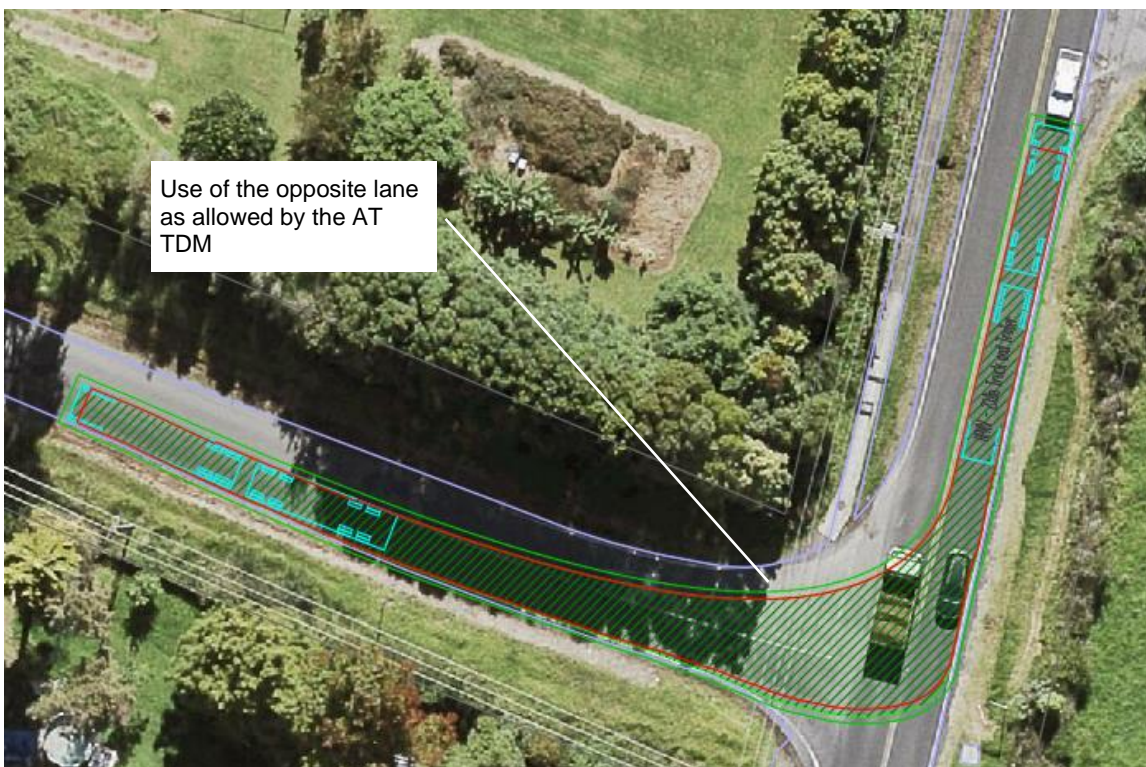 Use of the opposite lane
as allowed by the AT
TDM